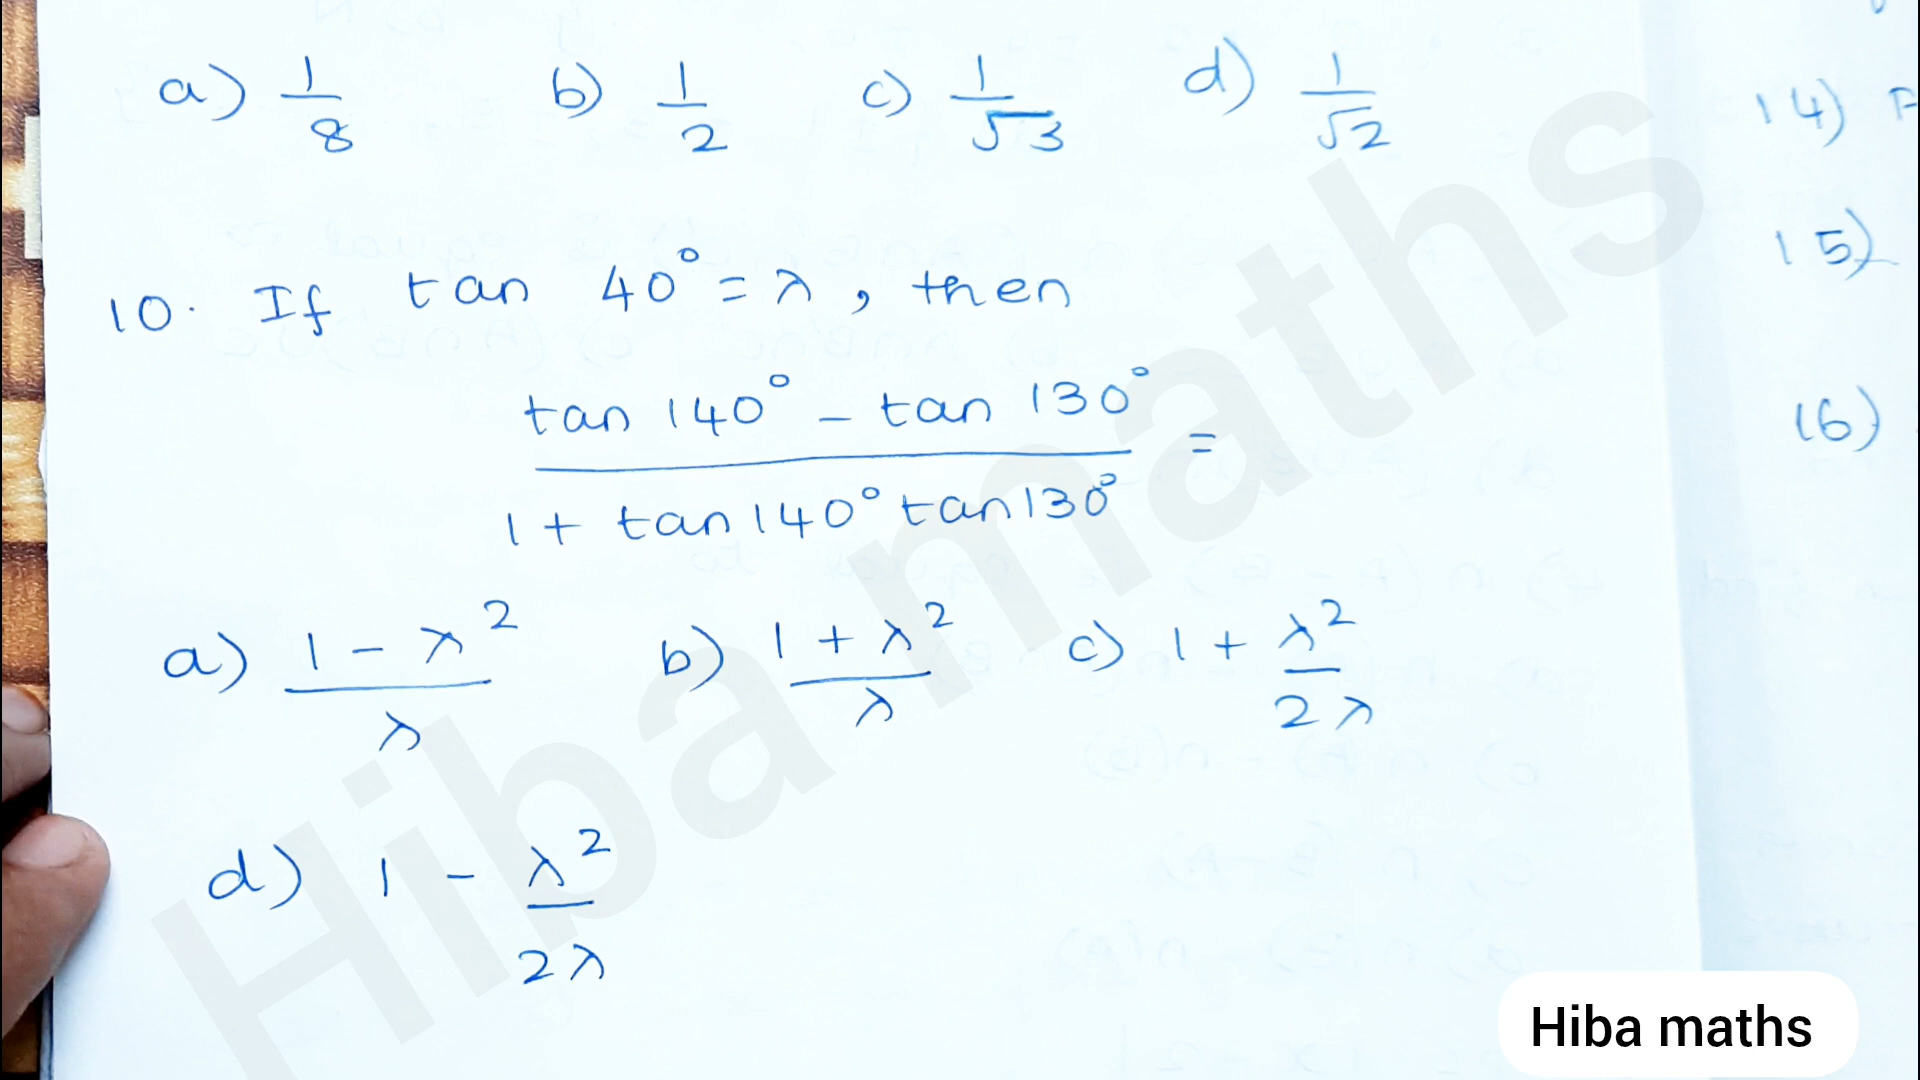 a) 1/8 b) 1/2 c) 1/√3 d) 1/√2
10. If tan 40° = λ, then
tan 140° - tan 130°
=
1 + tan 140° tan 130°
a) 1 - λ²/λ b) 1 + λ²/λ c) 1 + λ²/2λ
d) 1 - λ²/2λ
14)
15)
16)
Hiba maths
Hiba maths